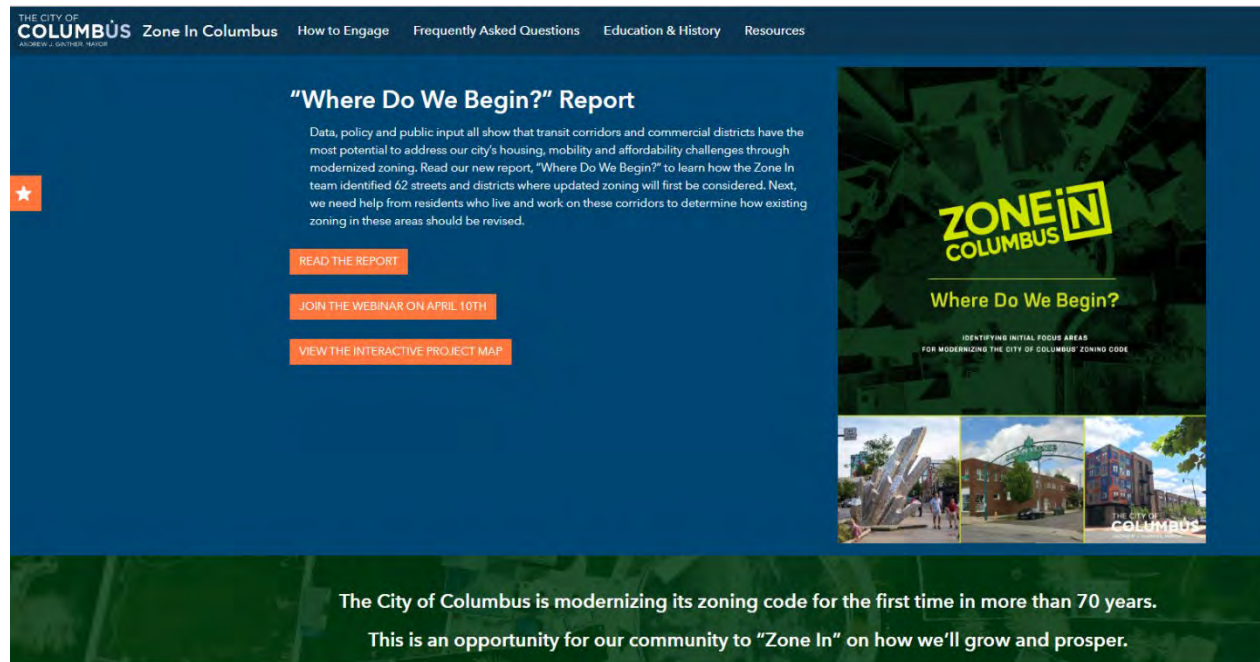 THE CITY OF
COLUMBUS
ANDREW J. GINTHER, MAYOR
Zone In Columbus
How to Engage
Frequently Asked Questions
Education & History
Resources
"Where Do We Begin?" Report
Data, policy and public input all show that transit corridors and commercial districts have the
most potential to address our city's housing, mobility and affordability challenges through
modernized zoning. Read our new report, "Where Do We Begin?" to learn how the Zone In
team identified 62 streets and districts where updated zoning will first be considered. Next,
we need help from residents who live and work on these corridors to determine how existing
zoning in these areas should be revised.
READ THE REPORT
JOIN THE WEBINAR ON APRIL 10TH
VIEW THE INTERACTIVE PROJECT MAP
ZONE IN
COLUMBUS
Where Do We Begin?
IDENTIFYING INITIAL FOCUS AREAS
FOR MODERNIZING THE CITY OF COLUMBUS' ZONING CODE
THE CITY OF
COLUMBUS
ANDREW J. GINTHER, MAYOR
The City of Columbus is modernizing its zoning code for the first time in more than 70 years.
This is an opportunity for our community to "Zone In" on how we'll grow and prosper.